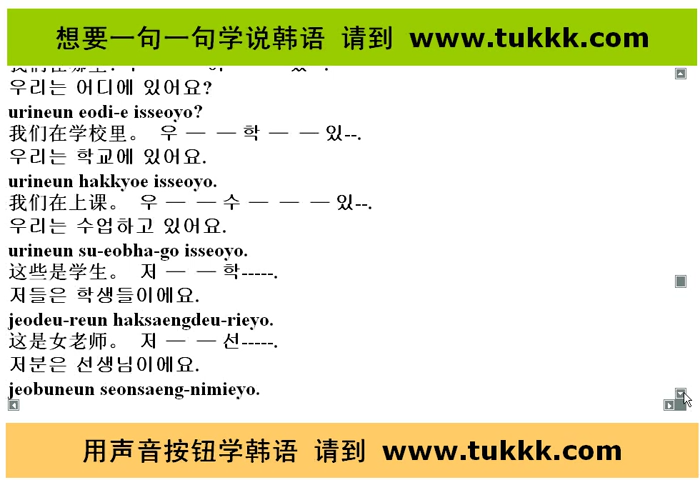 想要一句一句学说韩语 请到 www.tukkk.com
우리는 어디에 있어요?
urineun eodi-e isseoyo?
我们在学校里。 우 — — 학 — — 있--.
우리는 학교에 있어요.
urineun hakkyoe isseoyo.
我们在上课。 우 — — 수 — — — 있--.
우리는 수업하고 있어요.
urineun su-eobha-go isseoyo.
这些是学生。 저 — — 학-----.
저들은 학생들이에요.
jeodeu-reun haksaengdeu-rieyo.
这是女老师。 저 — — 선-----.
저분은 선생님이에요.
jeobuneun seonsaeng-nimieyo.
用声音按钮学韩语 请到 www.tukkk.com